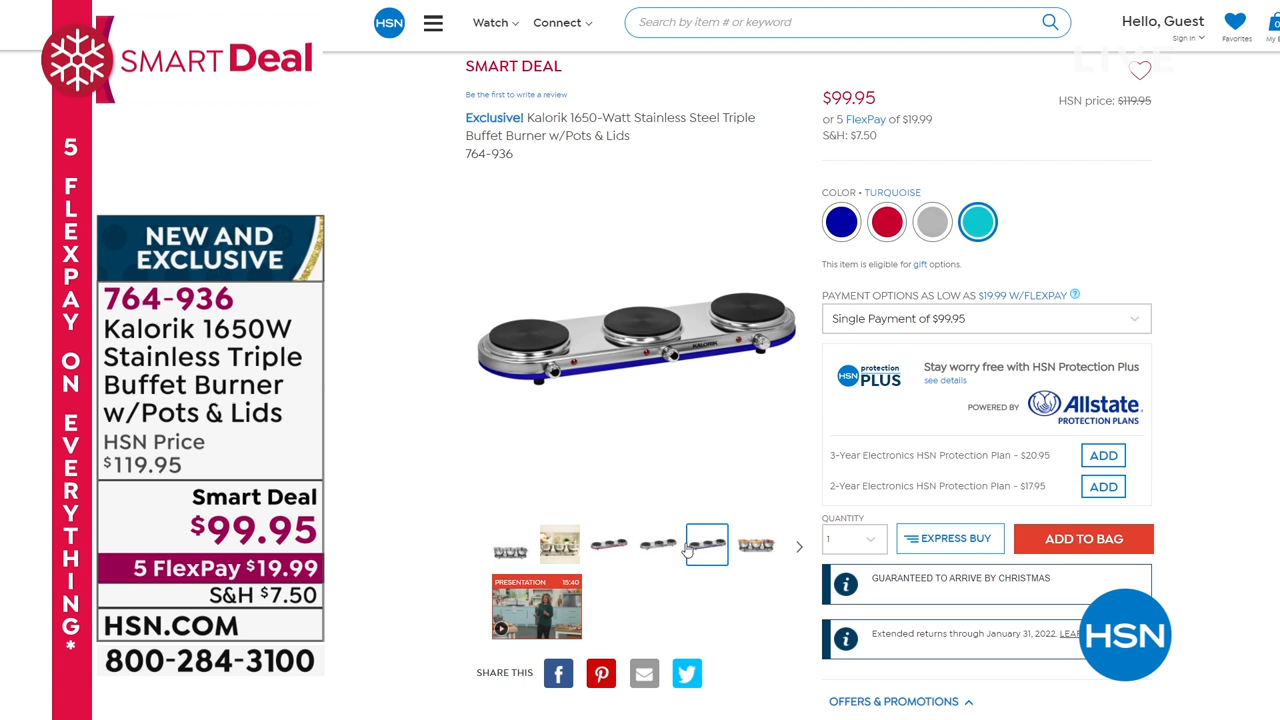 SMART Deal
5 FLEXPAY ON EVERYTHING*
NEW AND
EXCLUSIVE
764-936
Kalorik 1650W
Stainless Triple
Buffet Burner
w/Pots & Lids
HSN Price
$119.95
Smart Deal
$99.95
5 FlexPay $19.99
S&H $7.50
HSN.COM
800-284-3100
HSN
Watch
Connect
Search by item # or keyword
Hello, Guest
Sign In
Favorites
0
My B
LIVE
SMART DEAL
Be the first to write a review
Exclusive! Kalorik 1650-Watt Stainless Steel Triple
Buffet Burner w/Pots & Lids
764-936
KALORIK
PRESENTATION 15:40
SHARE THIS
$99.95
HSN price: $119.95
or 5 FlexPay of $19.99
S&H: $7.50
COLOR • TURQUOISE
This item is eligible for gift options.
PAYMENT OPTIONS AS LOW AS $19.99 W/FLEXPAY ?
Single Payment of $99.95
HSN protection PLUS
Stay worry free with HSN Protection Plus
see details
POWERED BY Allstate.
PROTECTION PLANS
3-Year Electronics HSN Protection Plan - $20.95 ADD
2-Year Electronics HSN Protection Plan - $17.95 ADD
QUANTITY
1
EXPRESS BUY
ADD TO BAG
GUARANTEED TO ARRIVE BY CHRISTMAS
Extended returns through January 31, 2022.
HSN
OFFERS & PROMOTIONS